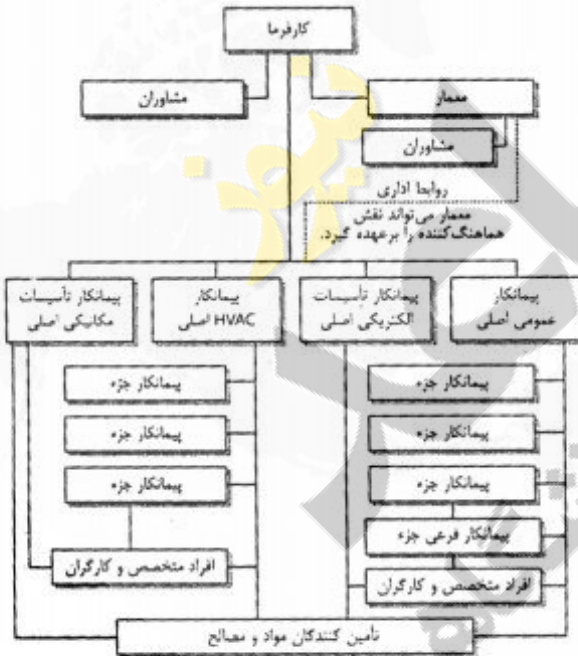 کارفرما
معمار
مشاوران
مشاوران
روابط اداری
معمار می‌تواند نقش
هماهنگ‌کننده را برعهده گیرد.
پیمانکار
عمومی اصلی
پیمانکار تأسیسات
الکتریکی اصلی
پیمانکار
HVAC اصلی
پیمانکار تأسیسات
مکانیکی اصلی
پیمانکار جزء
پیمانکار جزء
پیمانکار جزء
پیمانکار جزء
پیمانکار جزء
پیمانکار جزء
پیمانکار فرعی جزء
افراد متخصص و کارگران
افراد متخصص و کارگران
تأمین کنندگان مواد و مصالح